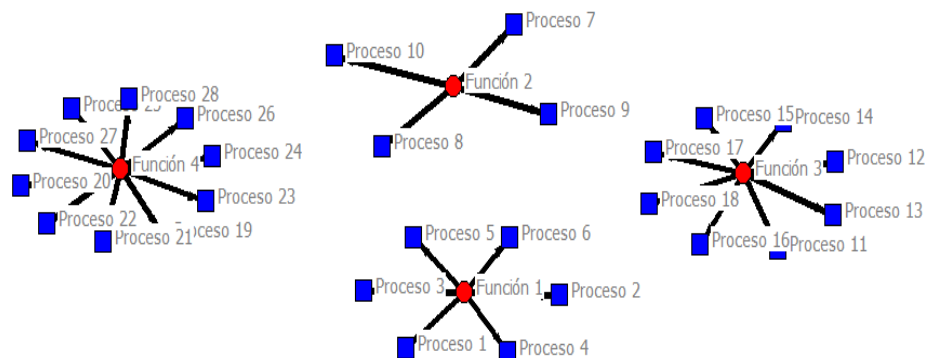 Proceso 7
Proceso 10
Función 2
Proceso 9
Proceso 8
Proceso 28
Proceso 26
Proceso 27
Proceso 24
Función 4
Proceso 20
Proceso 23
Proceso 22
Proceso 21
Proceso 19
Proceso 15
Proceso 14
Proceso 17
Proceso 12
Función 3
Proceso 18
Proceso 13
Proceso 16
Proceso 11
Proceso 5
Proceso 6
Proceso 3
Función 1
Proceso 2
Proceso 1
Proceso 4